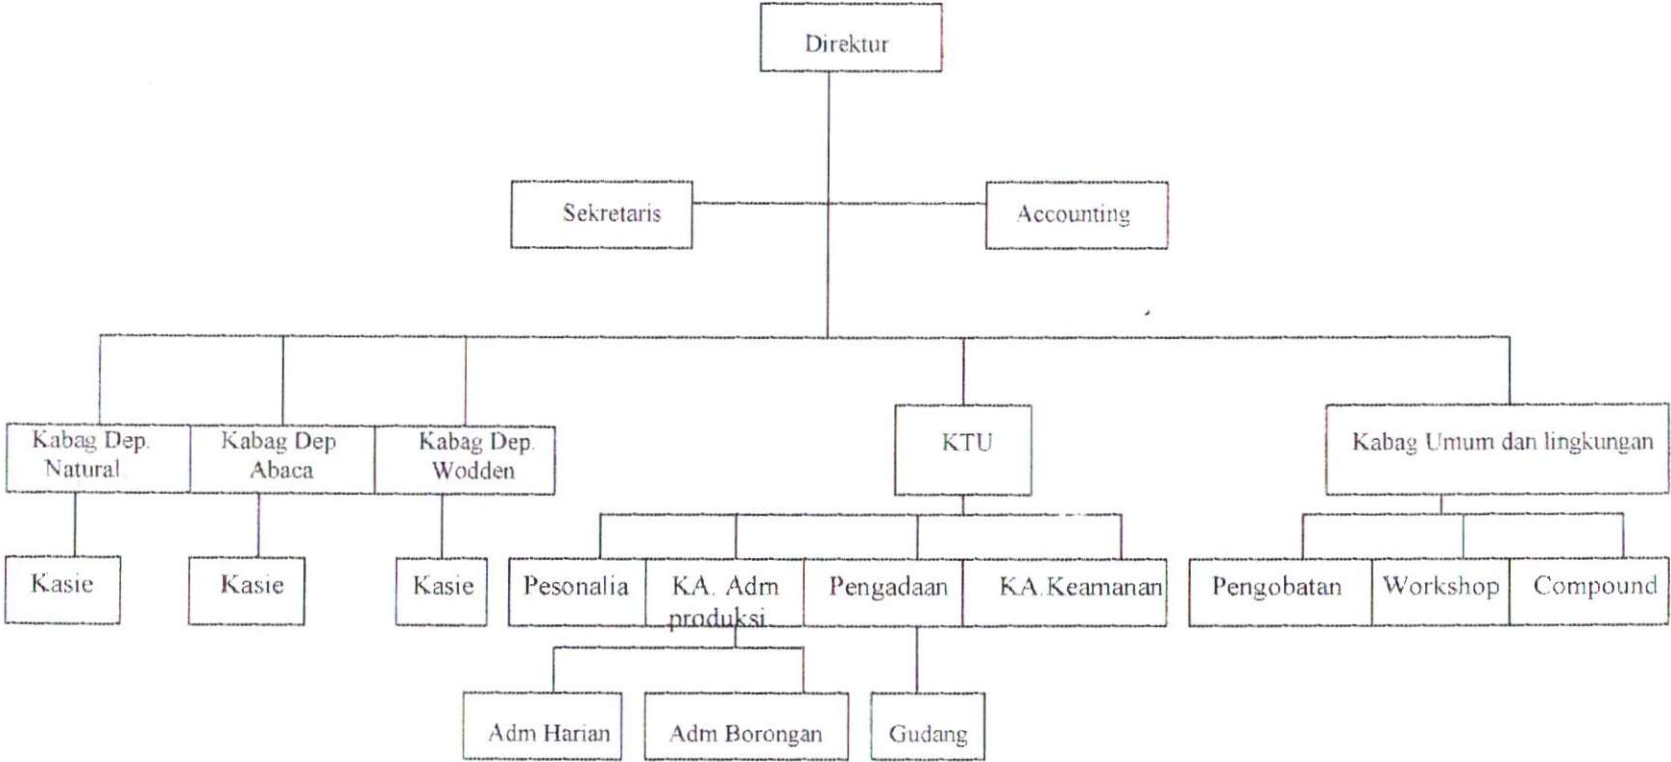 Direktur
Sekretaris
Accounting
Kabag Dep.
Natural
Kabag Dep
Abaca
Kabag Dep.
Wodden
KTU
Kabag Umum dan lingkungan
Kasie
Kasie
Kasie
Pesonalia
KA. Adm
produksi
Pengadaan
KA.Keamanan
Pengobatan
Workshop
Compound
Adm Harian
Adm Borongan
Gudang